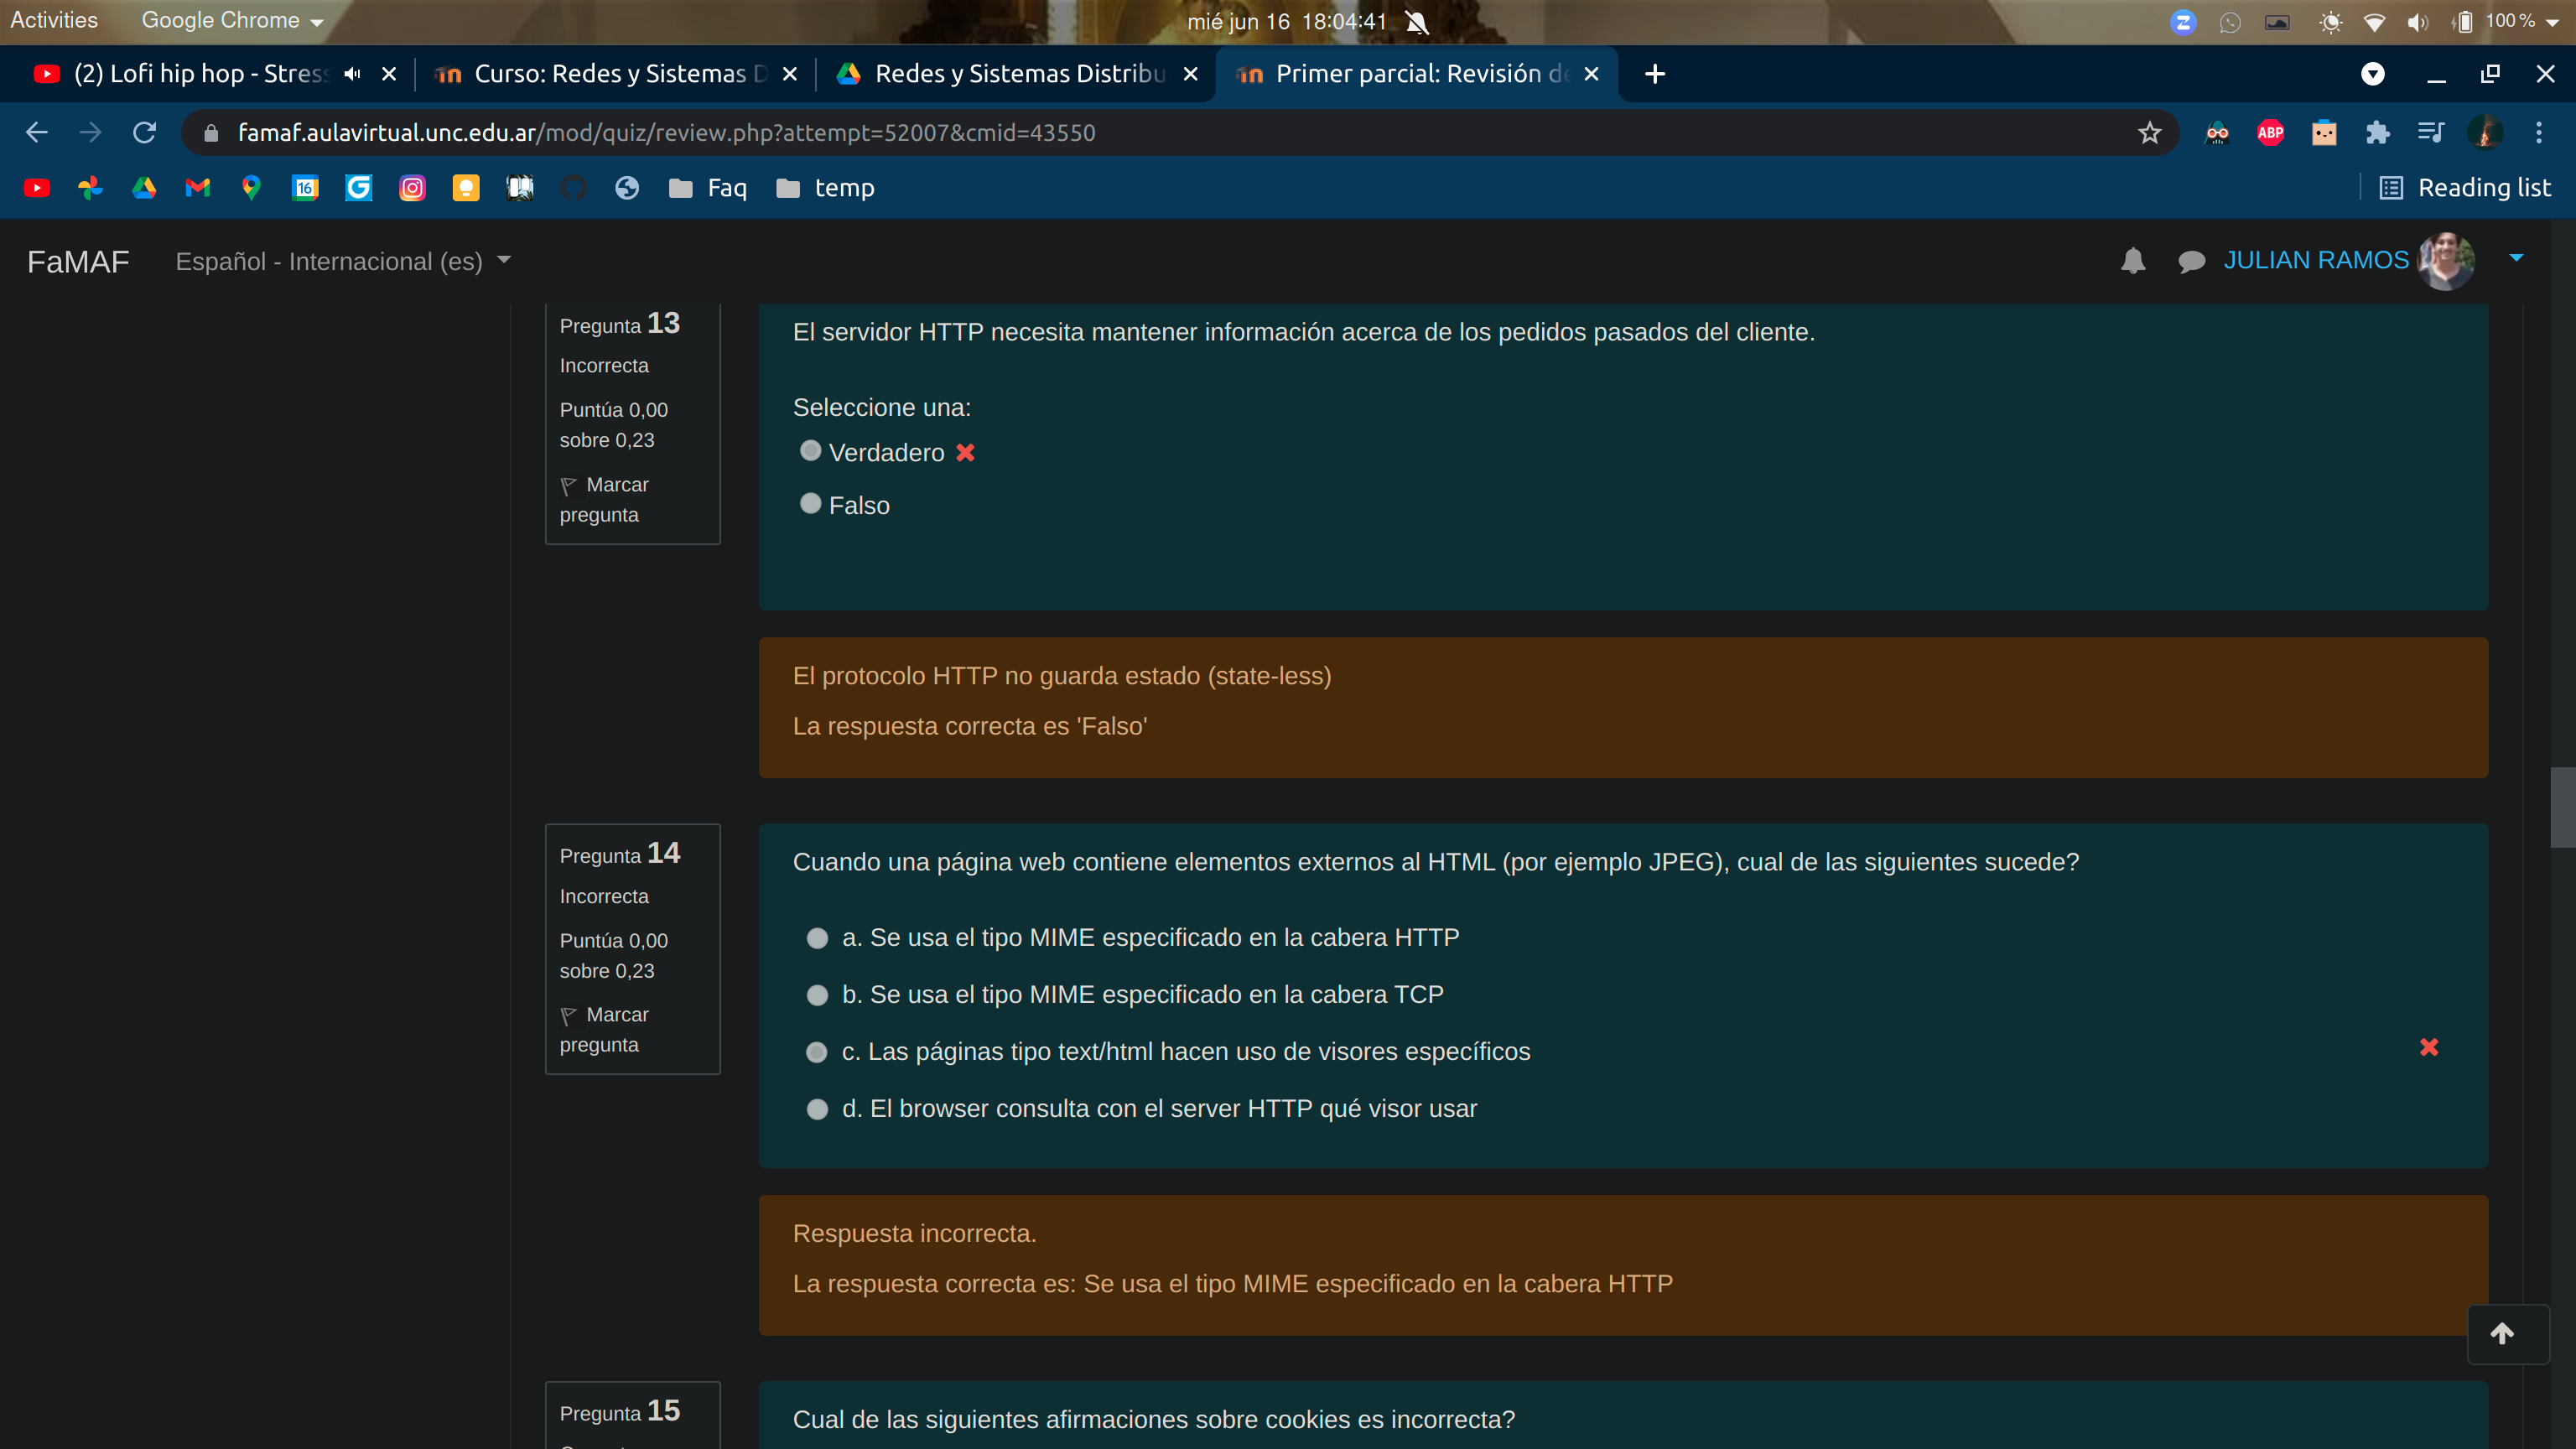 Activities
Google Chrome
mié jun 16 18:04:41
100 %
(2) Lofi hip hop - Stress
Curso: Redes y Sistemas D
Redes y Sistemas Distribu
Primer parcial: Revisión de
famaf.aulavirtual.unc.edu.ar/mod/quiz/review.php?attempt=52007&cmid=43550
ABP
16
Faq
temp
Reading list
FaMAF
Español - Internacional (es)
JULIAN RAMOS
Pregunta 13
Incorrecta
Puntúa 0,00
sobre 0,23
Marcar
pregunta
El servidor HTTP necesita mantener información acerca de los pedidos pasados del cliente.
Seleccione una:
Verdadero
Falso
El protocolo HTTP no guarda estado (state-less)
La respuesta correcta es 'Falso'
Pregunta 14
Incorrecta
Puntúa 0,00
sobre 0,23
Marcar
pregunta
Cuando una página web contiene elementos externos al HTML (por ejemplo JPEG), cual de las siguientes sucede?
a. Se usa el tipo MIME especificado en la cabera HTTP
b. Se usa el tipo MIME especificado en la cabera TCP
c. Las páginas tipo text/html hacen uso de visores específicos
d. El browser consulta con el server HTTP qué visor usar
Respuesta incorrecta.
La respuesta correcta es: Se usa el tipo MIME especificado en la cabera HTTP
Pregunta 15
Cual de las siguientes afirmaciones sobre cookies es incorrecta?